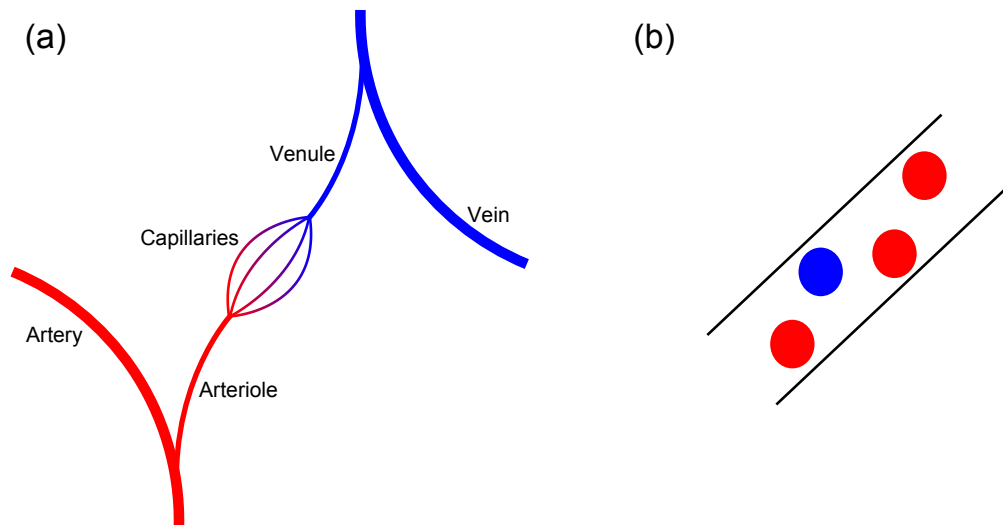 (a)
(b)
Venule
Vein
Capillaries
Artery
Arteriole